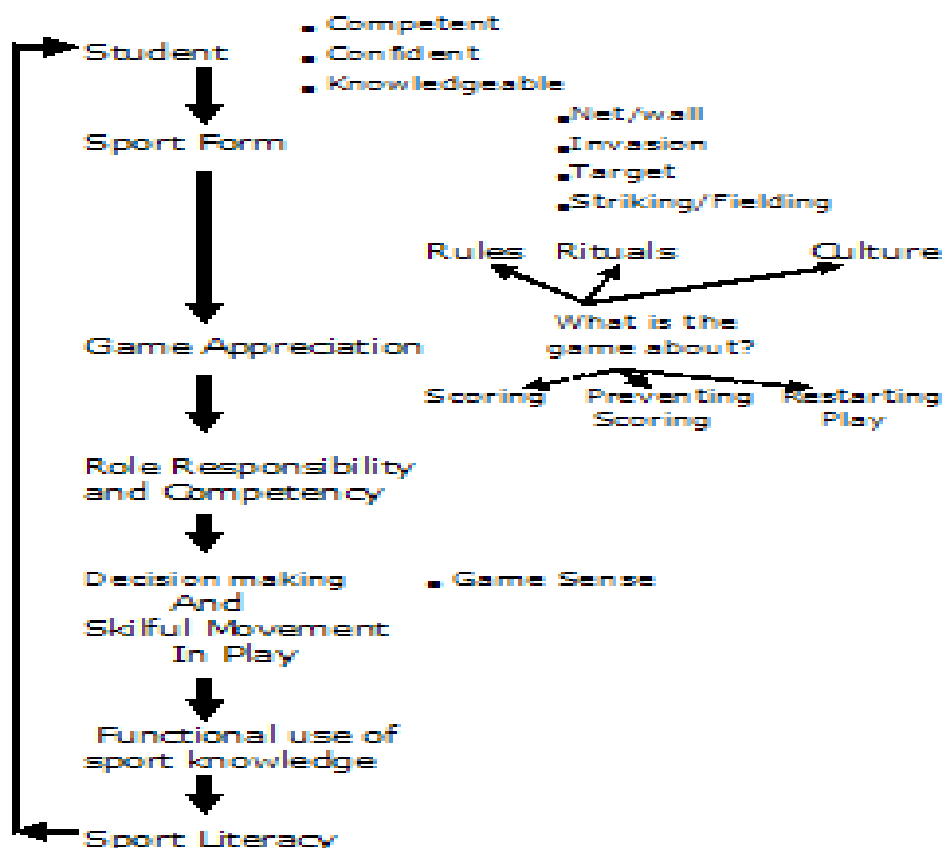 Student
• Competent
• Confident
• Knowledgeable
Sport Form
• Net/wall
• Invasion
• Target
• Striking/Fielding
Rules Rituals Culture
What is the
game about?
Game Appreciation
Scoring Preventing Restarting
Scoring Play
Role Responsibility
and Competency
Decision making • Game Sense
And
Skilful Movement
In Play
Functional use of
sport knowledge
Sport Literacy